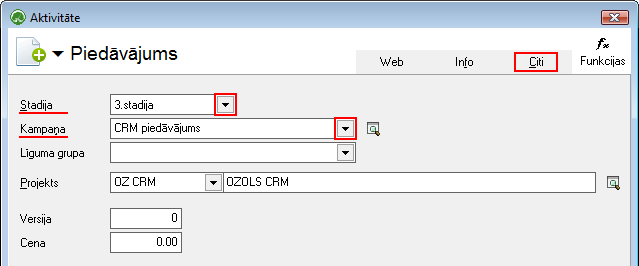 Aktivitāte
Piedāvājums
Web Info Citi Funkcijas
Stadija 3.stadija
Kampaņa CRM piedāvājums
Līguma grupa
Projekts OZ CRM OZOLS CRM
Versija 0
Cena 0.00